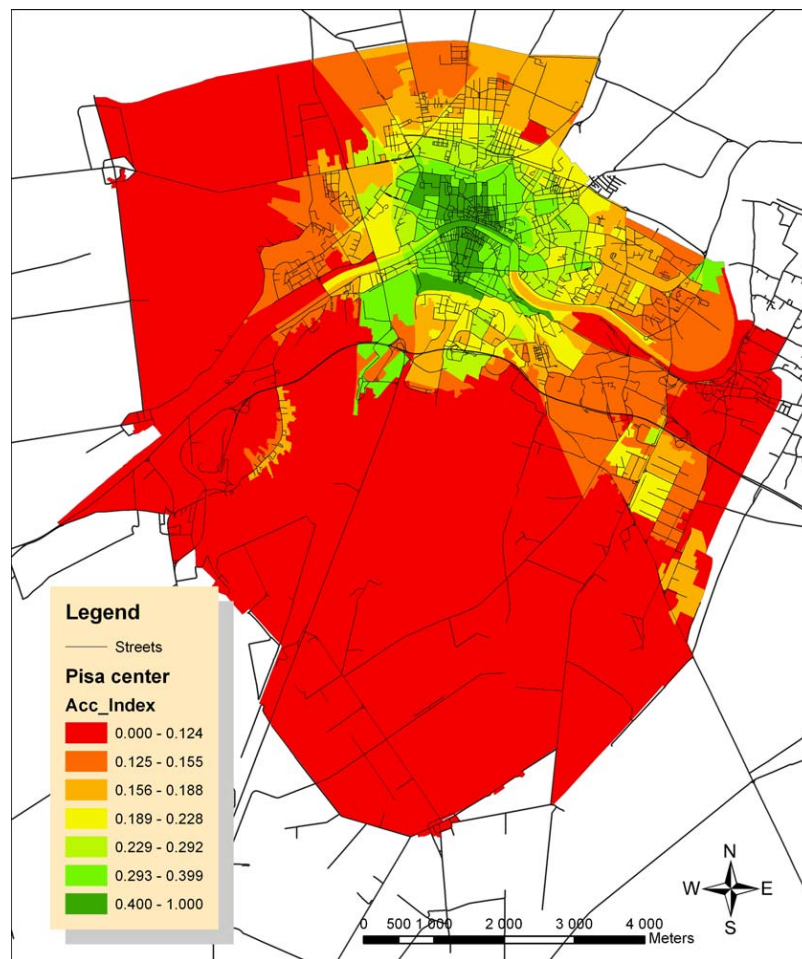 Legend
Streets
Pisa center
Acc_Index
0.000 - 0.124
0.125 - 0.155
0.156 - 0.188
0.189 - 0.228
0.229 - 0.292
0.293 - 0.399
0.400 - 1.000
N
W E
S
0 500 1 000 2 000 3 000 4 000
Meters